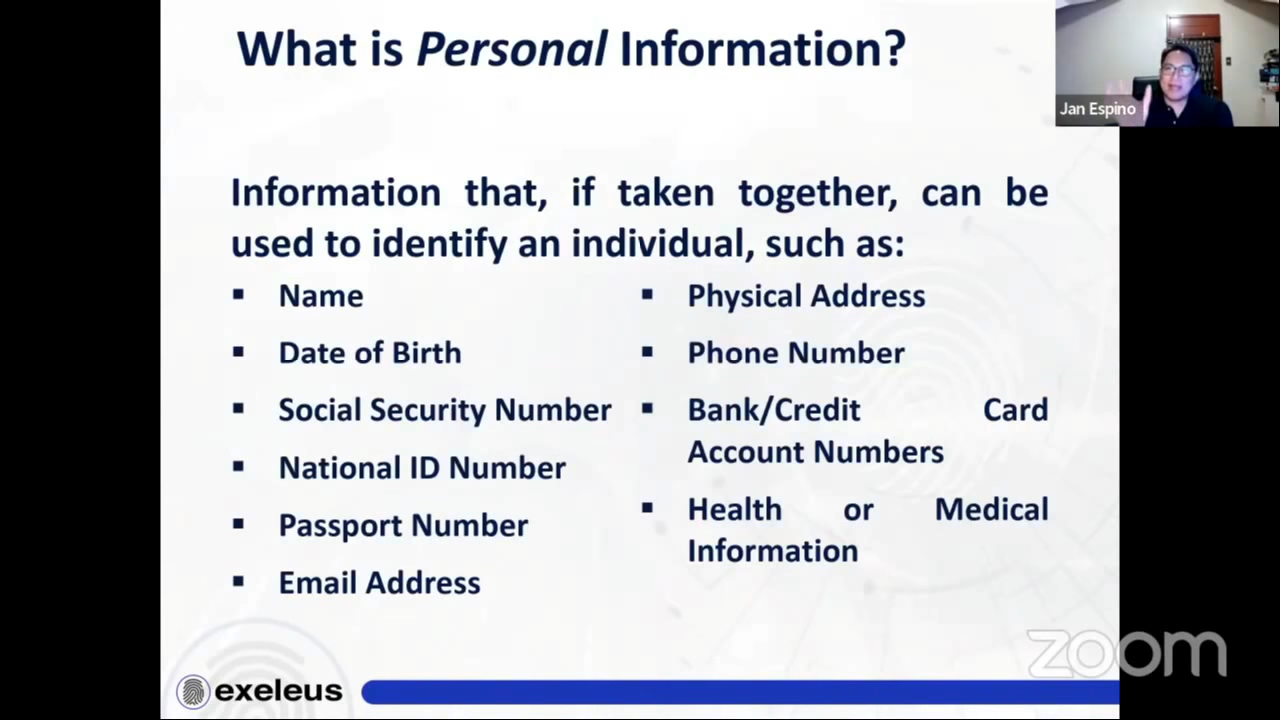 What is Personal Information?
Jan Espino
Information that, if taken together, can be
used to identify an individual, such as:
▪ Name
▪ Date of Birth
▪ Social Security Number
▪ National ID Number
▪ Passport Number
▪ Email Address
▪ Physical Address
▪ Phone Number
▪ Bank/Credit Card
Account Numbers
▪ Health or Medical
Information
zoom
exeleus